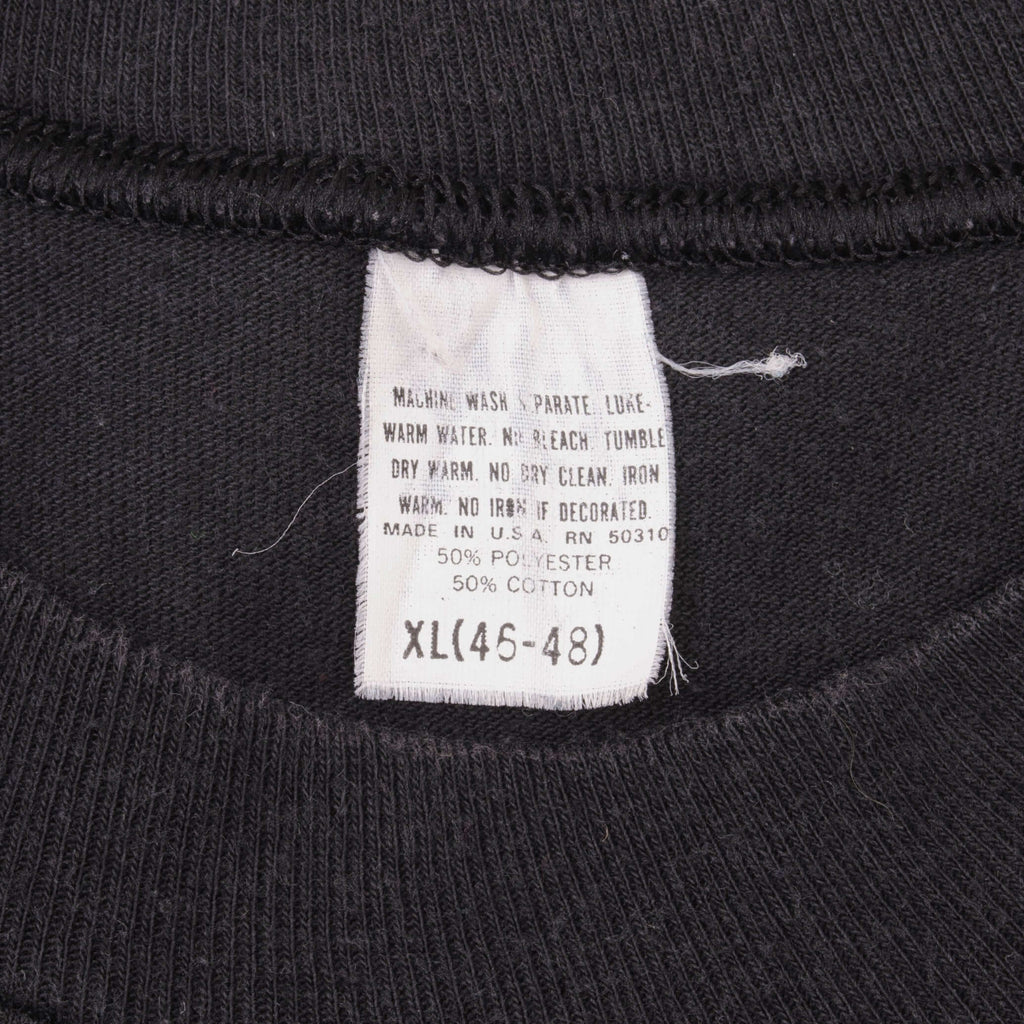 MACHINE WASH SEPARATE. LUKE-
WARM WATER. NO BLEACH. TUMBLE
DRY WARM. NO DRY CLEAN. IRON
WARM. NO IRON IF DECORATED.
MADE IN U.S.A. RN 50310
50% POLYESTER
50% COTTON
XL(46-48)